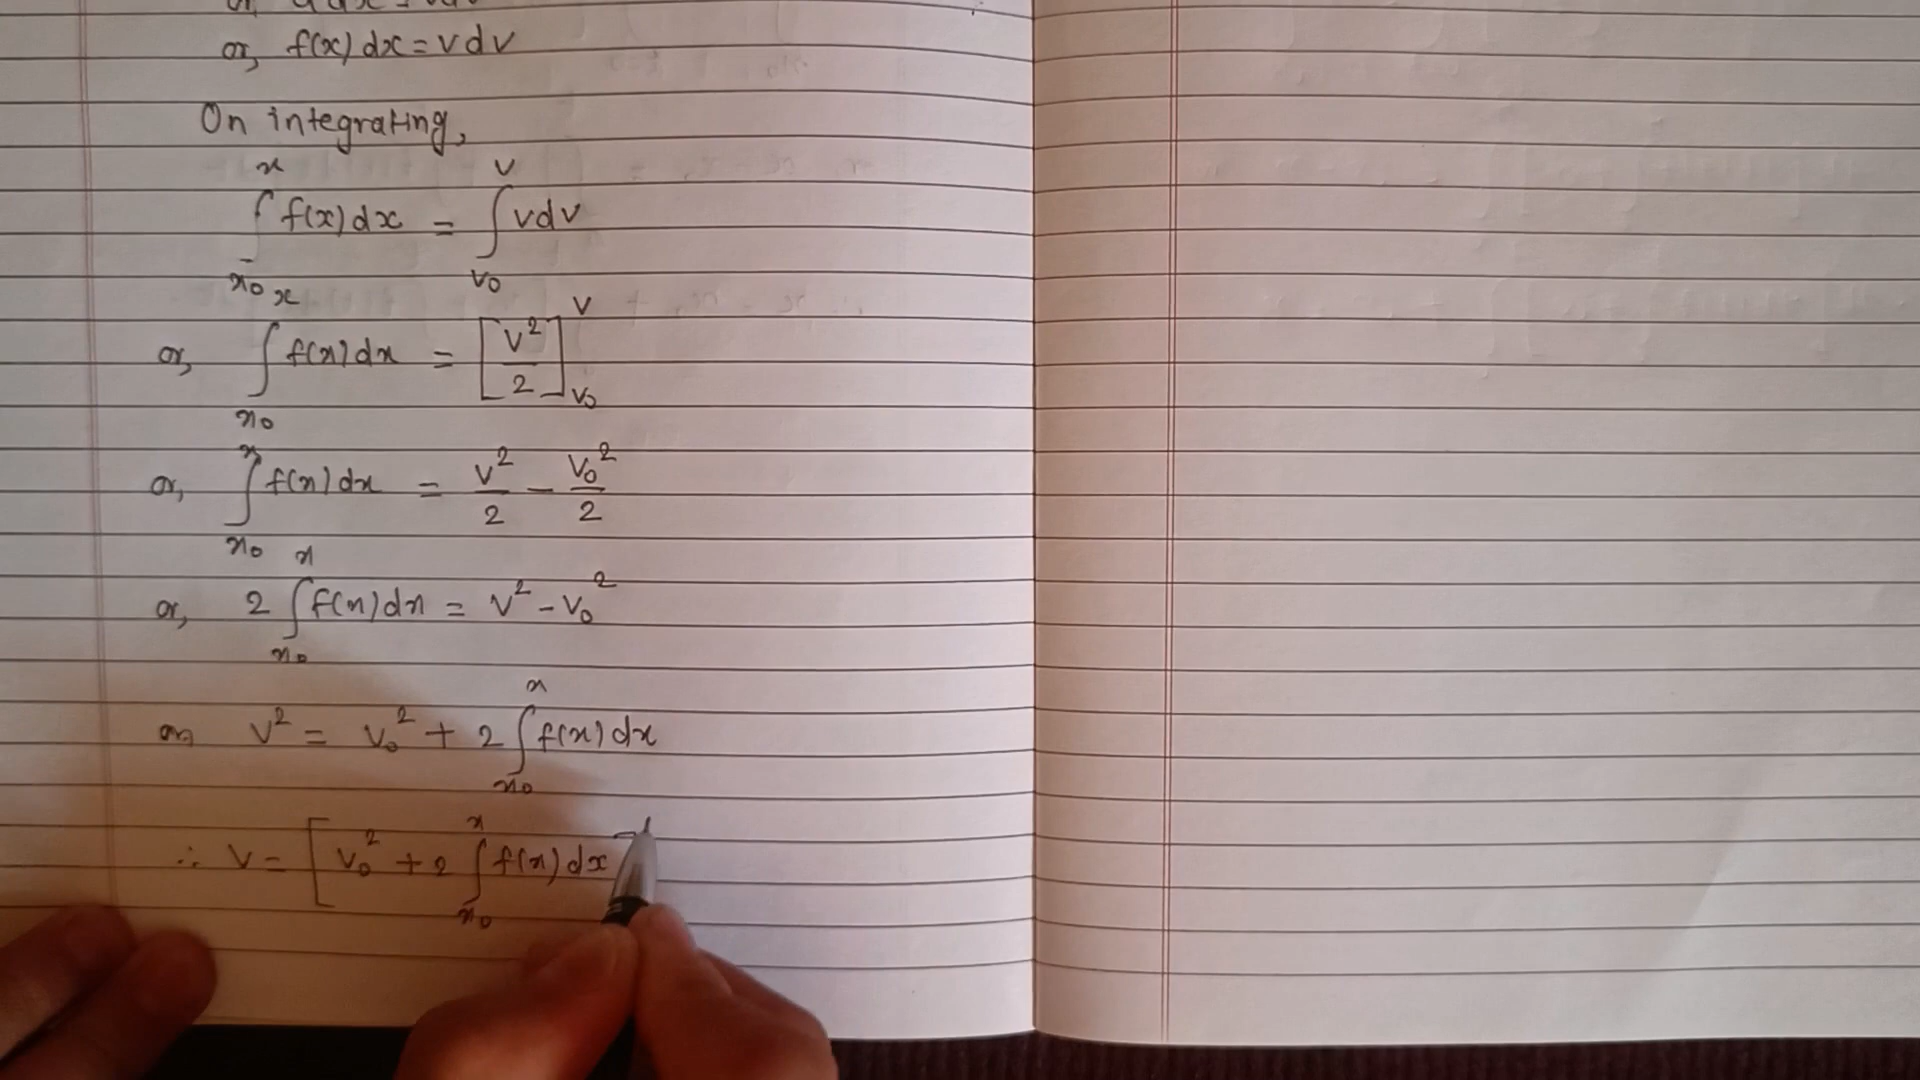 or, f(x) dx = v dv
On integrating,
∫_{x₀}^{x} f(x) dx = ∫_{v₀}^{v} v dv
or, ∫_{x₀}^{x} f(x) dx = [v²/2]_{v₀}^{v}
or, ∫_{x₀}^{x} f(x) dx = v²/2 - v₀²/2
or, 2 ∫_{x₀}^{x} f(x) dx = v² - v₀²
or, v² = v₀² + 2 ∫_{x₀}^{x} f(x) dx
∴ v = [ v₀² + 2 ∫_{x₀}^{x} f(x) dx